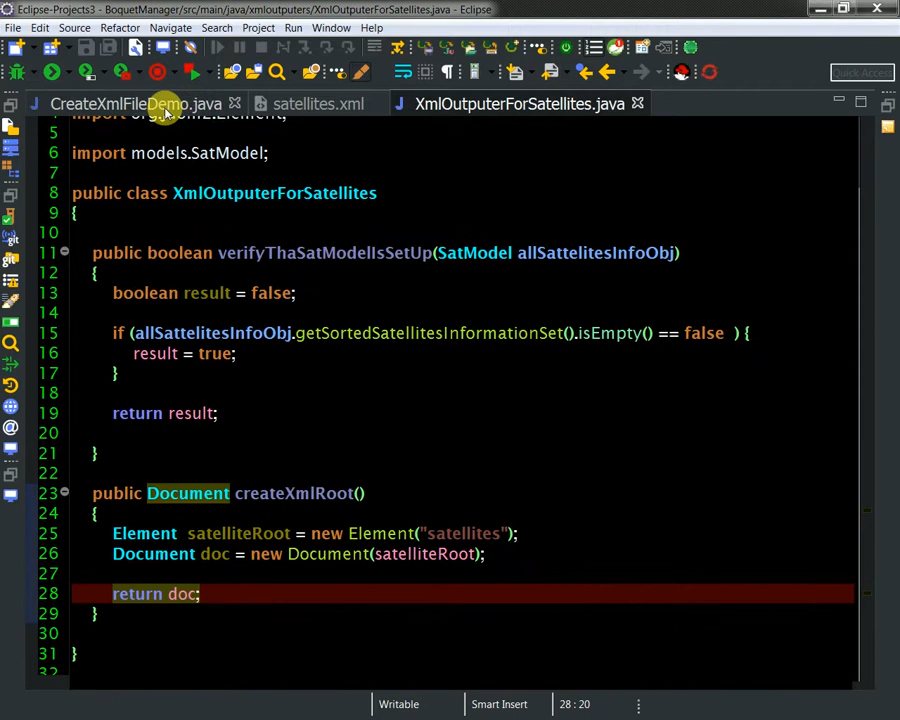 Eclipse-Projects3 - BoquetManager/src/main/java/xmloutputers/XmlOutputerForSatellites.java - Eclipse
File Edit Source Refactor Navigate Search Project Run Window Help
Quick Access
CreateXmlFileDemo.java satellites.xml XmlOutputerForSatellites.java
5
6 import models.SatModel;
7
8 public class XmlOutputerForSatellites
9 {
10
11 public boolean verifyThaSatModelIsSetUp(SatModel allSattelitesInfoObj)
12 {
13 boolean result = false;
14
15 if (allSattelitesInfoObj.getSortedSatellitesInformationSet().isEmpty() == false ) {
16 result = true;
17 }
18
19 return result;
20
21 }
22
23 public Document createXmlRoot()
24 {
25 Element satelliteRoot = new Element("satellites");
26 Document doc = new Document(satelliteRoot);
27
28 return doc;
29 }
30
31 }
32
Writable Smart Insert 28 : 20